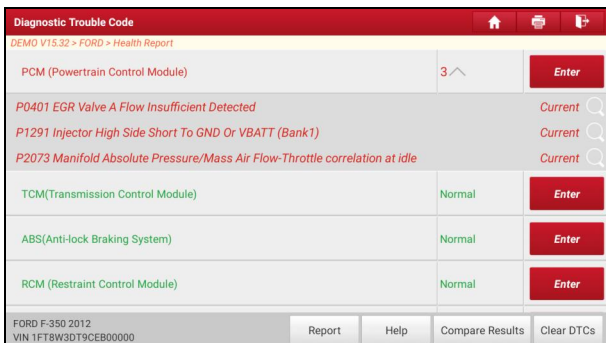 Diagnostic Trouble Code
DEMO V15.32 > FORD > Health Report
PCM (Powertrain Control Module) 3 Enter
P0401 EGR Valve A Flow Insufficient Detected Current
P1291 Injector High Side Short To GND Or VBATT (Bank1) Current
P2073 Manifold Absolute Pressure/Mass Air Flow-Throttle correlation at idle Current
TCM(Transmission Control Module) Normal Enter
ABS(Anti-lock Braking System) Normal Enter
RCM (Restraint Control Module) Normal Enter
FORD F-350 2012
VIN 1FT8W3DT9CEB00000
Report Help Compare Results Clear DTCs